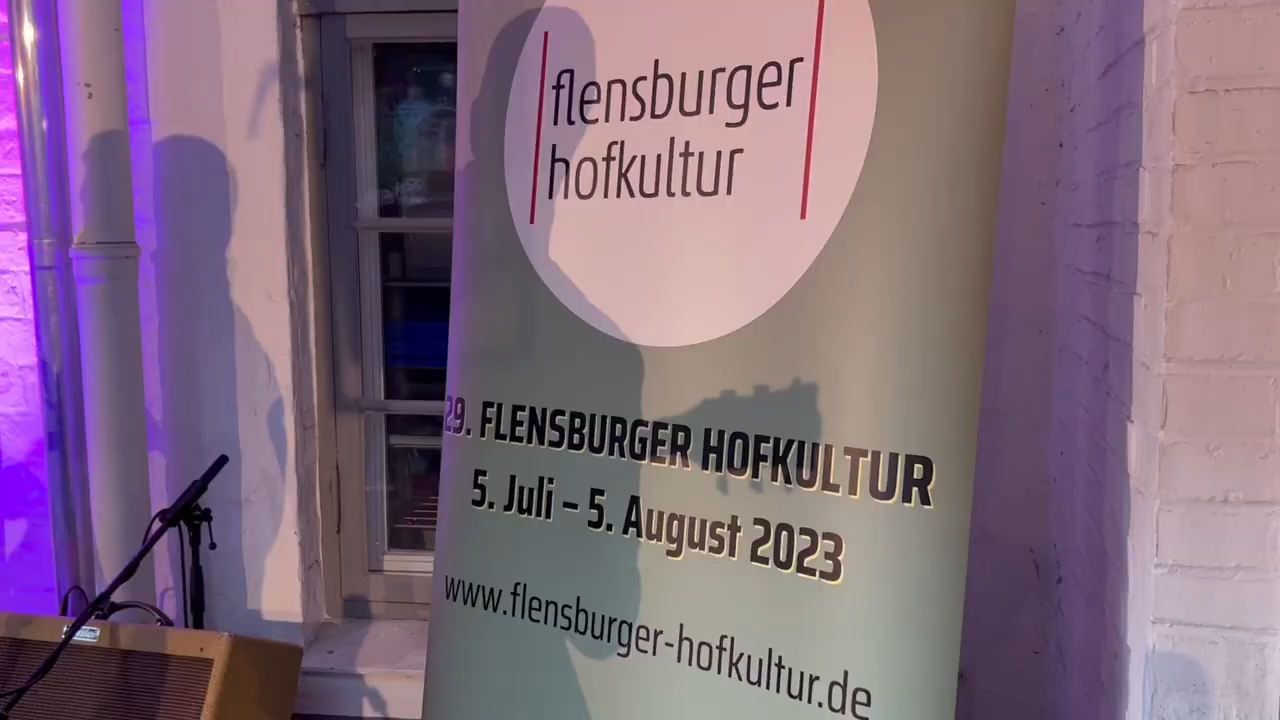 flensburger
hofkultur
29. FLENSBURGER HOFKULTUR
5. Juli – 5. August 2023
www.flensburger-hofkultur.de